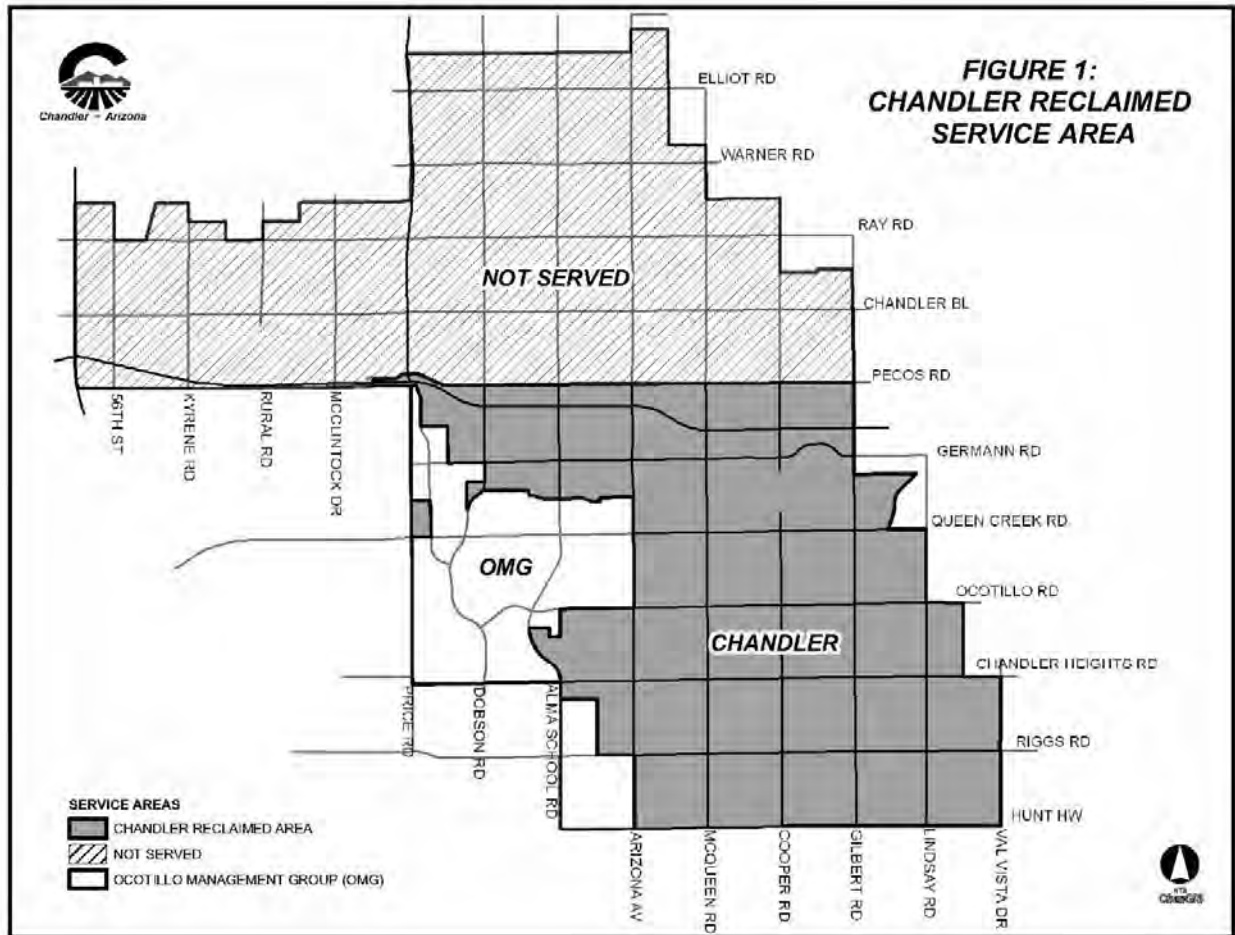 Chandler - Arizona
FIGURE 1:
CHANDLER RECLAIMED
SERVICE AREA
ELLIOT RD
WARNER RD
RAY RD
NOT SERVED
CHANDLER BL
PECOS RD
56TH ST
KYRENE RD
RURAL RD
MCCLINTOCK DR
GERMANN RD
QUEEN CREEK RD
OMG
OCOTILLO RD
CHANDLER
CHANDLER HEIGHTS RD
PRICE RD
DOBSON RD
ALMA SCHOOL RD
RIGGS RD
HUNT HW
SERVICE AREAS
CHANDLER RECLAIMED AREA
NOT SERVED
OCOTILLO MANAGEMENT GROUP (OMG)
ARIZONA AV
MCQUEEN RD
COOPER RD
GILBERT RD
LINDSAY RD
VAL VISTA DR